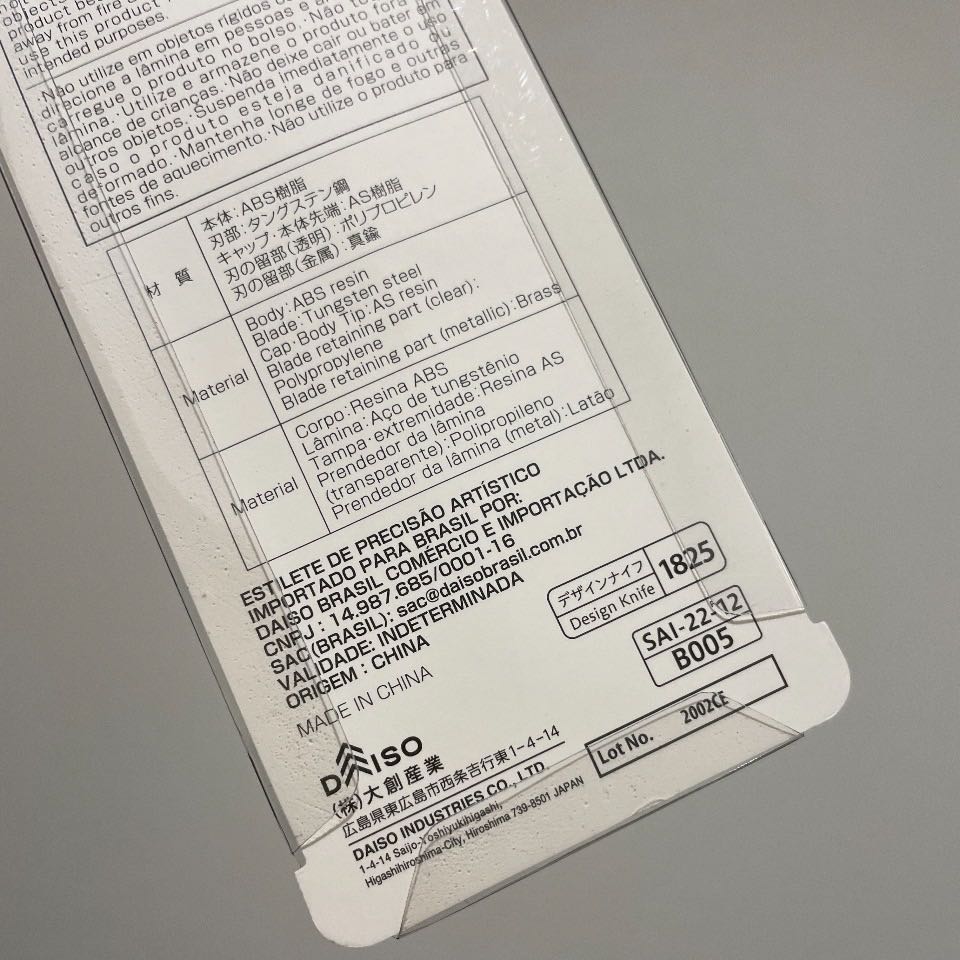 objects
product be
away from fire a
use this product
intended purposes.
·Não utilize em objetos rígidos ou
direcione a lâmina em pessoas e an
carregue o produto no bolso.·Não to
lâmina.·Utilize e armazene o produto fora
alcance de crianças.·Não deixe cair ou bater em
outros objetos.·Suspenda imediatamente o uso
caso o produto esteja danificado ou
deformado.·Mantenha longe de fogo e outras
fontes de aquecimento.·Não utilize o produto para
outros fins.
材 質
本体:ABS樹脂
刃部:タングステン鋼
キャップ・本体先端:AS樹脂
刃の留部(透明):ポリプロピレン
刃の留部(金属):真鍮
Material
Body:ABS resin
Blade:Tungsten steel
Cap·Body Tip:AS resin
Blade retaining part (clear):
Polypropylene
Blade retaining part (metallic):Brass
Material
Corpo:Resina ABS
Lâmina:Aço de tungstênio
Tampa·extremidade:Resina AS
Prendedor da lâmina
(transparente):Polipropileno
Prendedor da lâmina (metal):Latão
ESTILETE DE PRECISÃO ARTÍSTICO
IMPORTADO PARA BRASIL POR:
DAISO BRASIL COMÉRCIO E IMPORTAÇÃO LTDA.
CNPJ : 14.987.685/0001-16
SAC(BRASIL): sac@daisobrasil.com.br
VALIDADE: INDETERMINADA
ORIGEM : CHINA
MADE IN CHINA
デザインナイフ
Design Knife
1825
SAI-22-12
B005
Lot No. 2002CE
DAISO
(株)大創産業
広島県東広島市西条吉行東1-4-14
DAISO INDUSTRIES CO., LTD.
1-4-14 Saijo-Yoshiyukihigashi,
Higashihiroshima-City, Hiroshima 739-8501 JAPAN